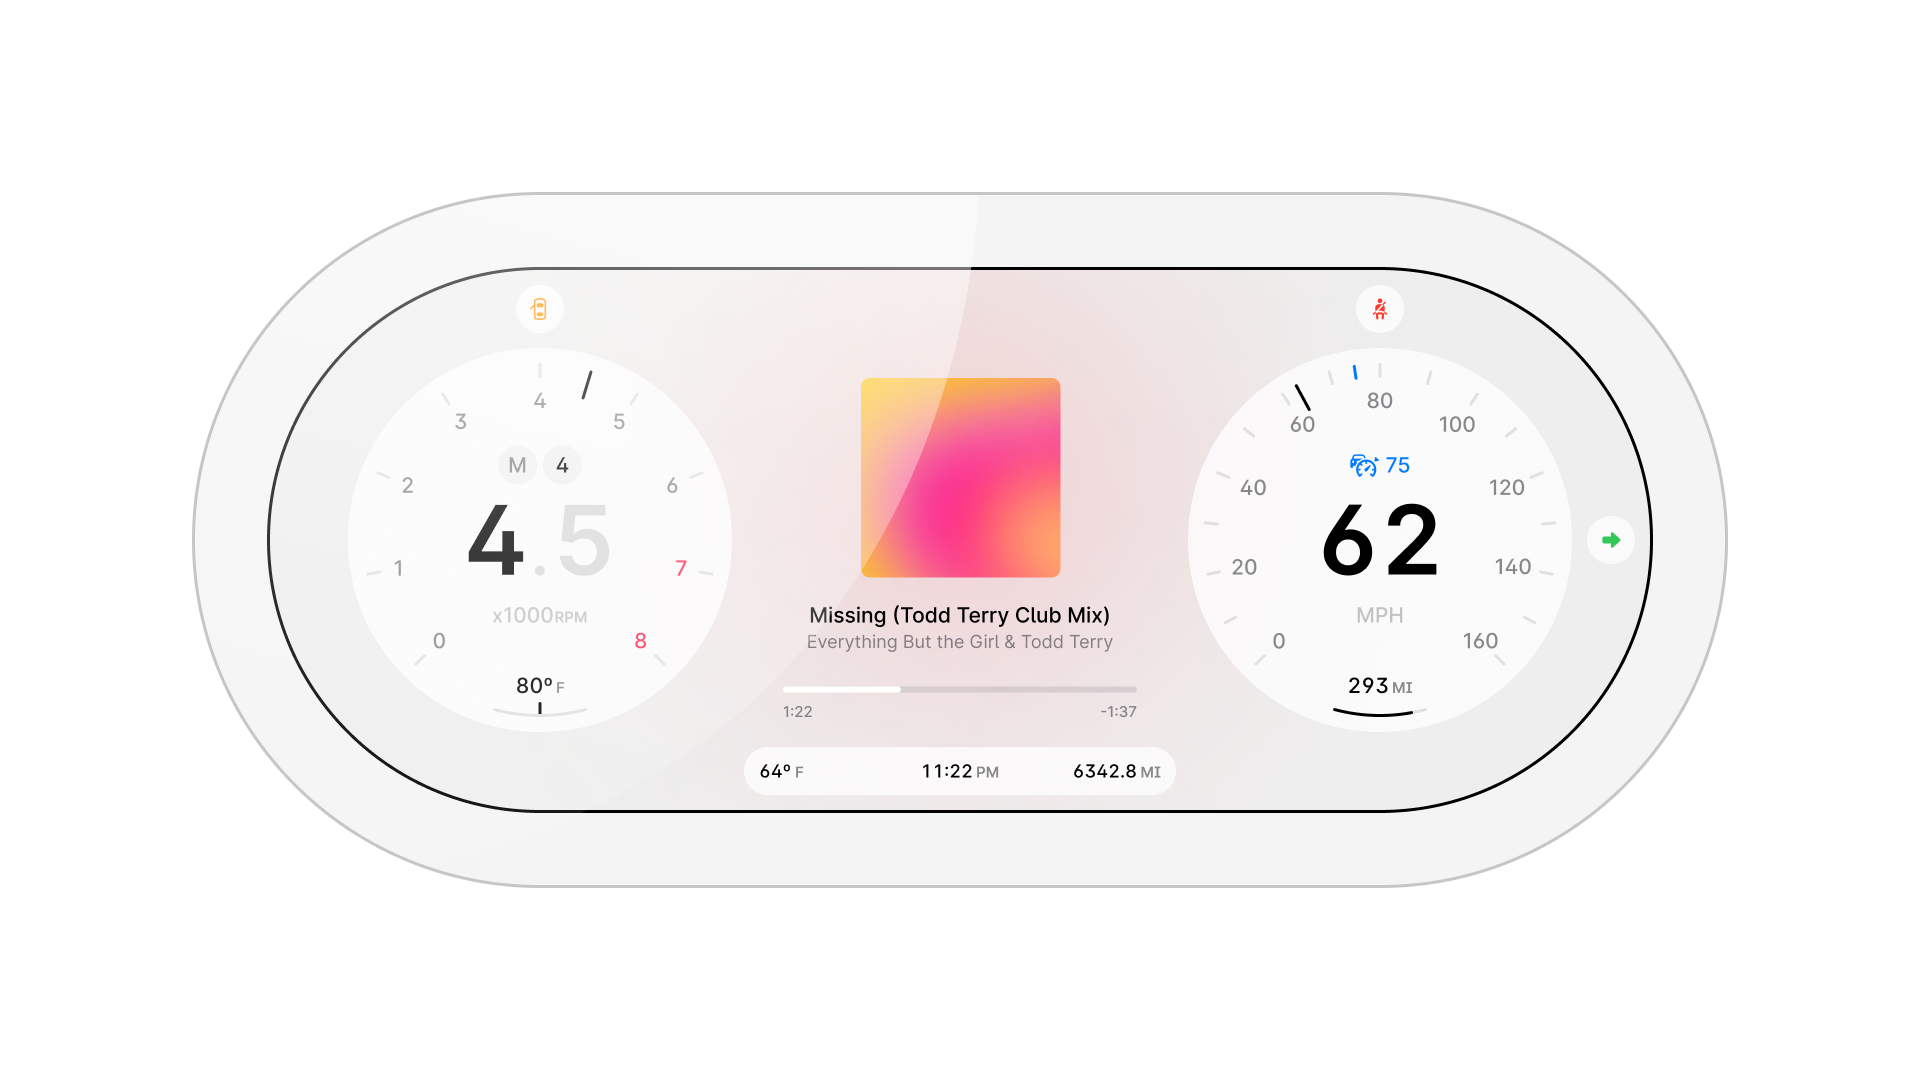 4
3
5
M 4
2
6
4.5
1
7
x1000RPM
0
8
80º F
Missing (Todd Terry Club Mix)
Everything But the Girl & Todd Terry
1:22 -1:37
64º F 11:22 PM 6342.8 MI
80
60
100
75
40
120
62
20
140
MPH
0
160
293 MI